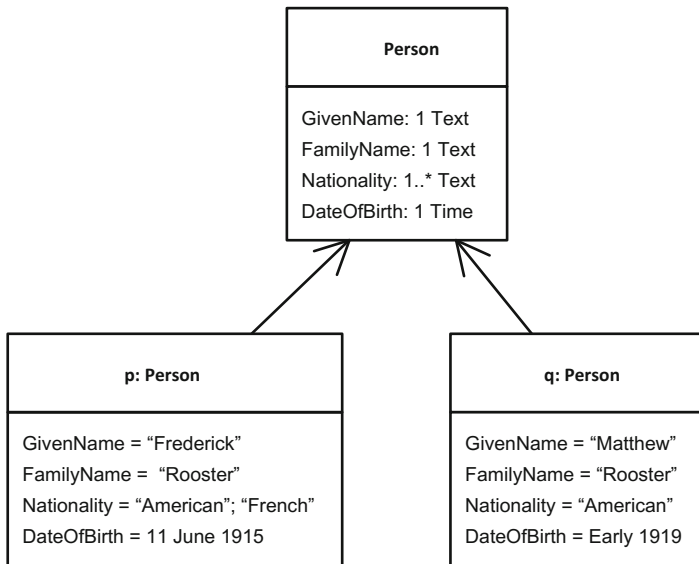 Person
GivenName: 1 Text
FamilyName: 1 Text
Nationality: 1..* Text
DateOfBirth: 1 Time
p: Person
GivenName = “Frederick”
FamilyName = “Rooster”
Nationality = “American”; “French”
DateOfBirth = 11 June 1915
q: Person
GivenName = “Matthew”
FamilyName = “Rooster”
Nationality = “American”
DateOfBirth = Early 1919